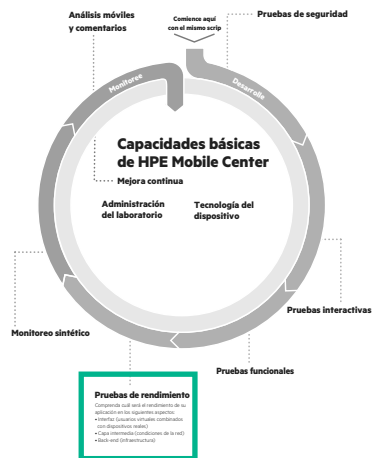 Análisis móviles
y comentarios
Comience aquí
con el mismo scrip
Pruebas de seguridad
Monitoree
Desarrolle
Capacidades básicas
de HPE Mobile Center
Mejora continua
Administración
del laboratorio
Tecnología del
dispositivo
Pruebas interactivas
Monitoreo sintético
Pruebas funcionales
Pruebas de rendimiento
Comprenda cuál será el rendimiento de su
aplicación en los siguientes aspectos:
• Interfaz (usuarios virtuales combinados
con dispositivos reales)
• Capa intermedia (condiciones de la red)
• Back-end (infraestructura)